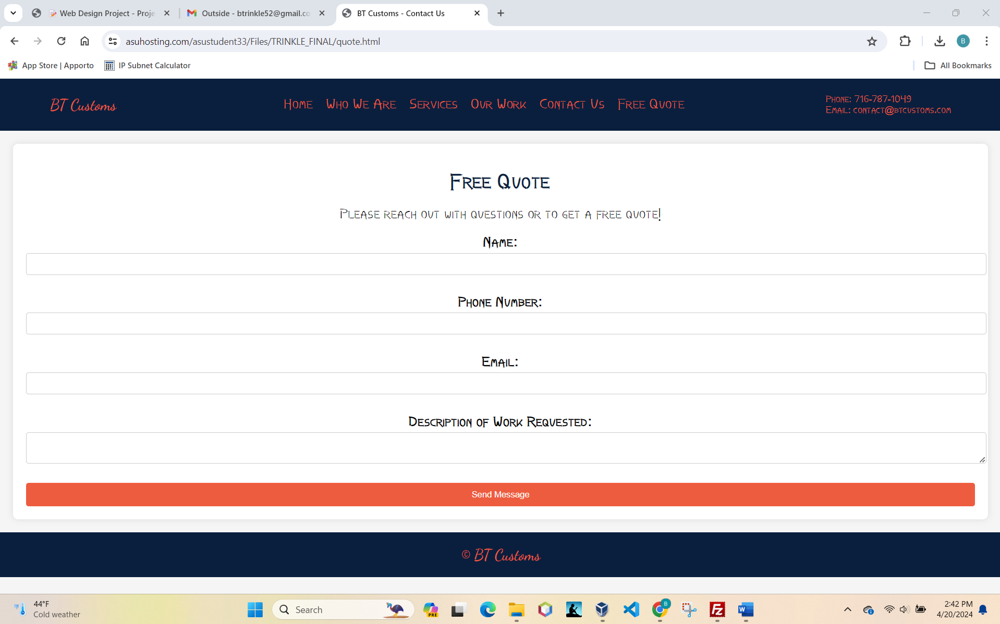 Web Design Project - Proje
Outside - btrinkle52@gmail.co
BT Customs - Contact Us
asuhosting.com/asustudent33/Files/TRINKLE_FINAL/quote.html
B
App Store | Apporto
IP Subnet Calculator
All Bookmarks
BT Customs
Home
Who We Are
Services
Our Work
Contact Us
Free Quote
Phone: 716-787-1049
Email: contact@btcustoms.com
Free Quote
Please reach out with questions or to get a free quote!
Name:
Phone Number:
Email:
Description of Work Requested:
Send Message
© BT Customs
44°F
Cold weather
Search
PRE
B
Fz
W
2:42 PM
4/20/2024